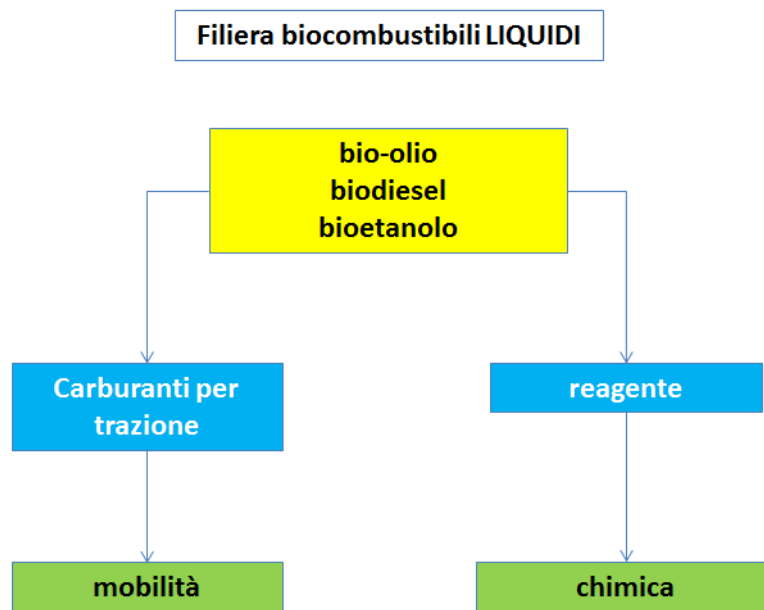 Filiera biocombustibili LIQUIDI
bio-olio
biodiesel
bioetanolo
Carburanti per
trazione
reagente
mobilità
chimica